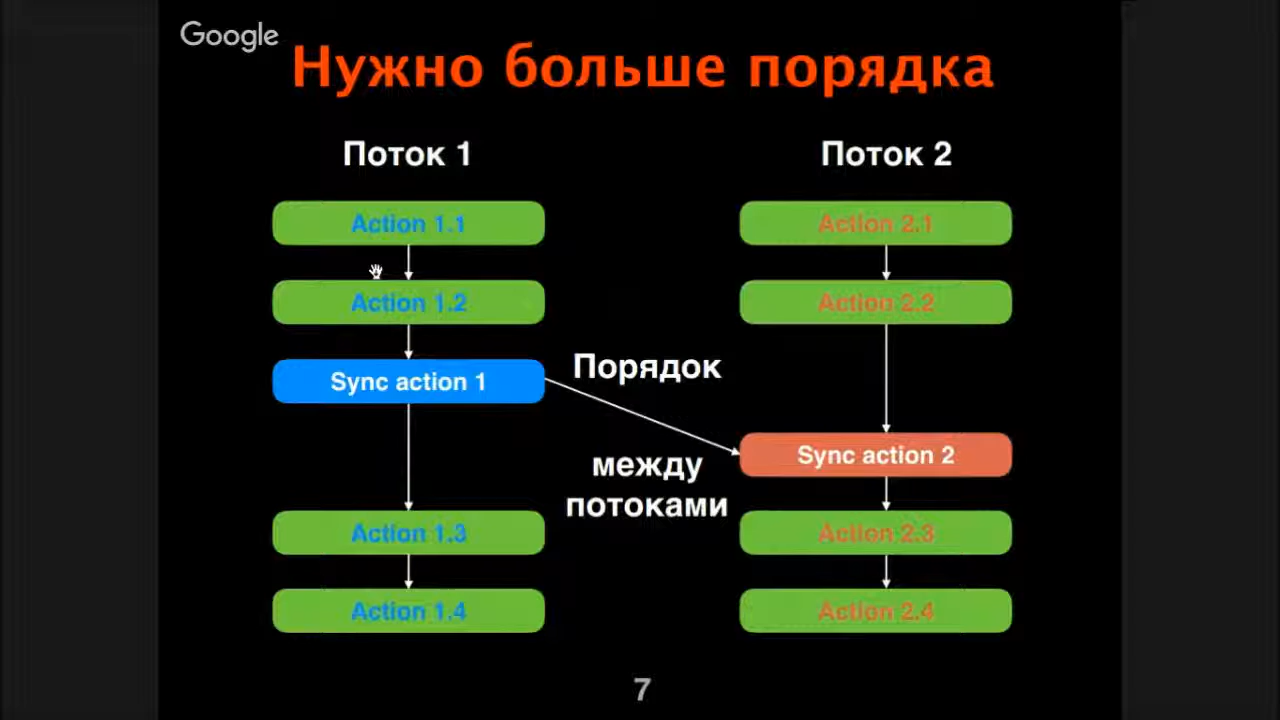 Google
Нужно больше порядка
Поток 1
Поток 2
Action 1.1
Action 2.1
Action 1.2
Action 2.2
Порядок
Sync action 1
Sync action 2
между
потоками
Action 1.3
Action 2.3
Action 1.4
Action 2.4
7